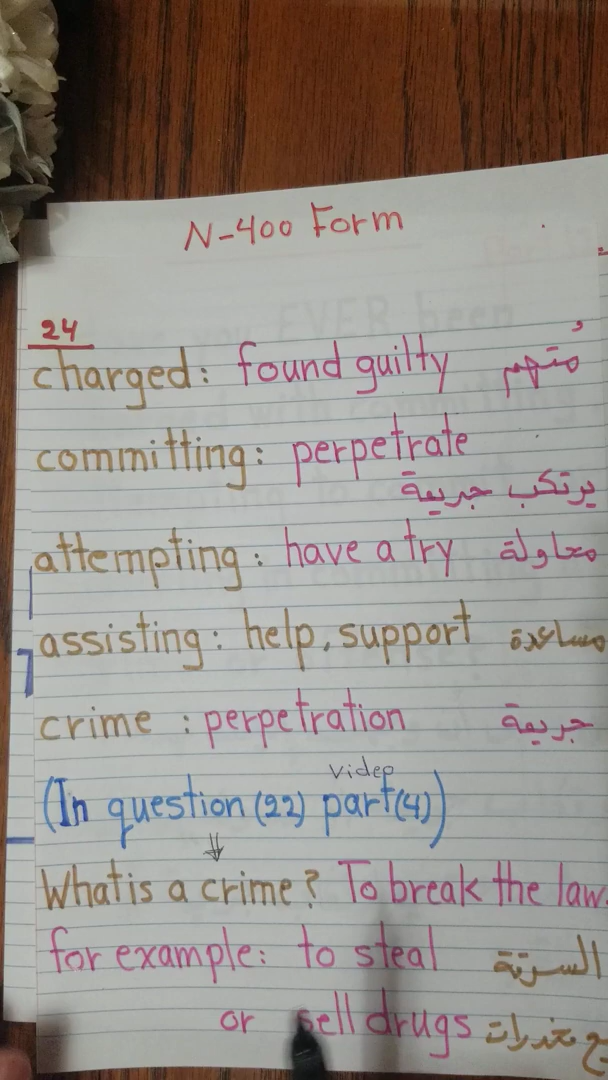 N-400 Form
24
charged: found guilty مُتهم
committing: perpetrate
يرتكب جريمة
attempting: have a try محاولة
assisting: help, support مساعدة
crime: perpetration جريمة
video
(In question (22) part (4))
What is a crime? To break the law.
for example: to steal السرقة
or sell drugs مخدرات